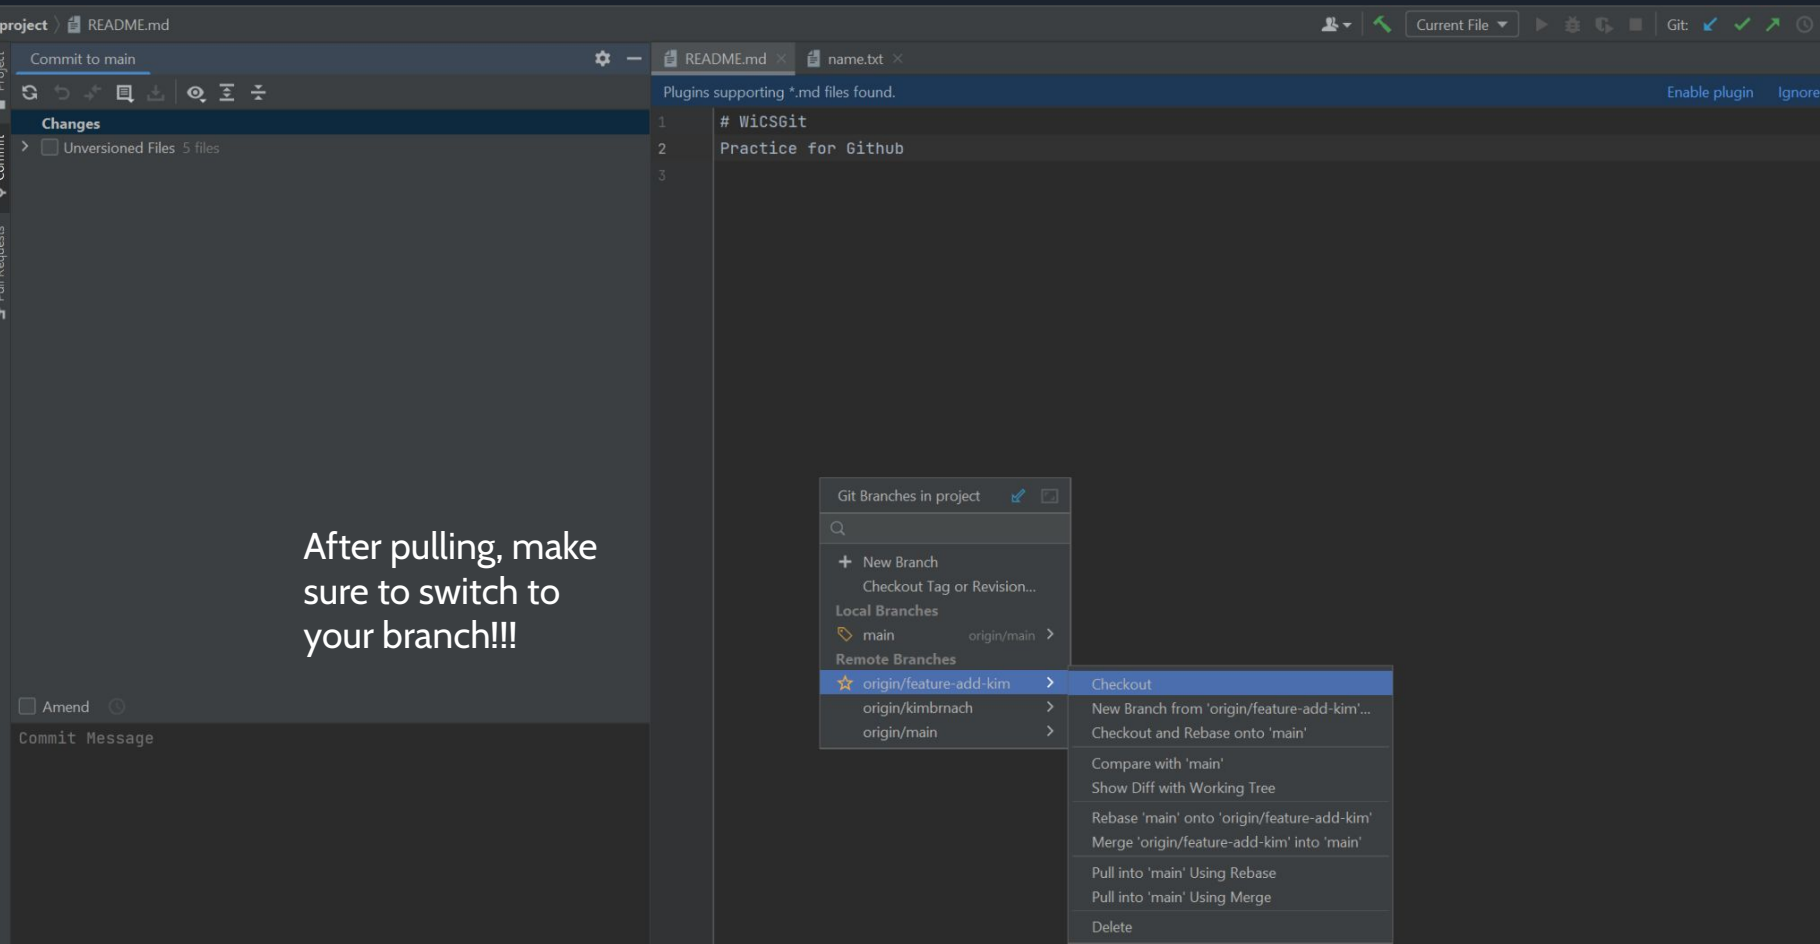 project README.md
Current File
Git:
Commit to main
README.md
name.txt
Plugins supporting *.md files found.
Enable plugin
Ignore
Changes
Unversioned Files 5 files
1 # WiCSGit
2 Practice for Github
3
Project
Commit
Pull Requests
After pulling, make
sure to switch to
your branch!!!
Git Branches in project
New Branch
Checkout Tag or Revision...
Local Branches
main origin/main
Remote Branches
origin/feature-add-kim
origin/kimbrnach
origin/main
Checkout
New Branch from 'origin/feature-add-kim'...
Checkout and Rebase onto 'main'
Compare with 'main'
Show Diff with Working Tree
Rebase 'main' onto 'origin/feature-add-kim'
Merge 'origin/feature-add-kim' into 'main'
Pull into 'main' Using Rebase
Pull into 'main' Using Merge
Delete
Amend
Commit Message